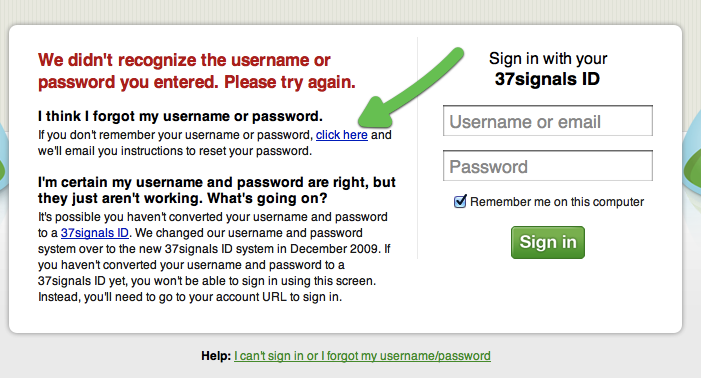 We didn't recognize the username or
password you entered. Please try again.
I think I forgot my username or password.
If you don't remember your username or password, click here and
we'll email you instructions to reset your password.
I'm certain my username and password are right, but
they just aren't working. What's going on?
It's possible you haven't converted your username and password
to a 37signals ID. We changed our username and password
system over to the new 37signals ID system in December 2009. If
you haven't converted your username and password to a
37signals ID yet, you won't be able to sign in using this screen.
Instead, you'll need to go to your account URL to sign in.
Sign in with your
37signals ID
Username or email
Password
Remember me on this computer
Sign in
Help: I can't sign in or I forgot my username/password